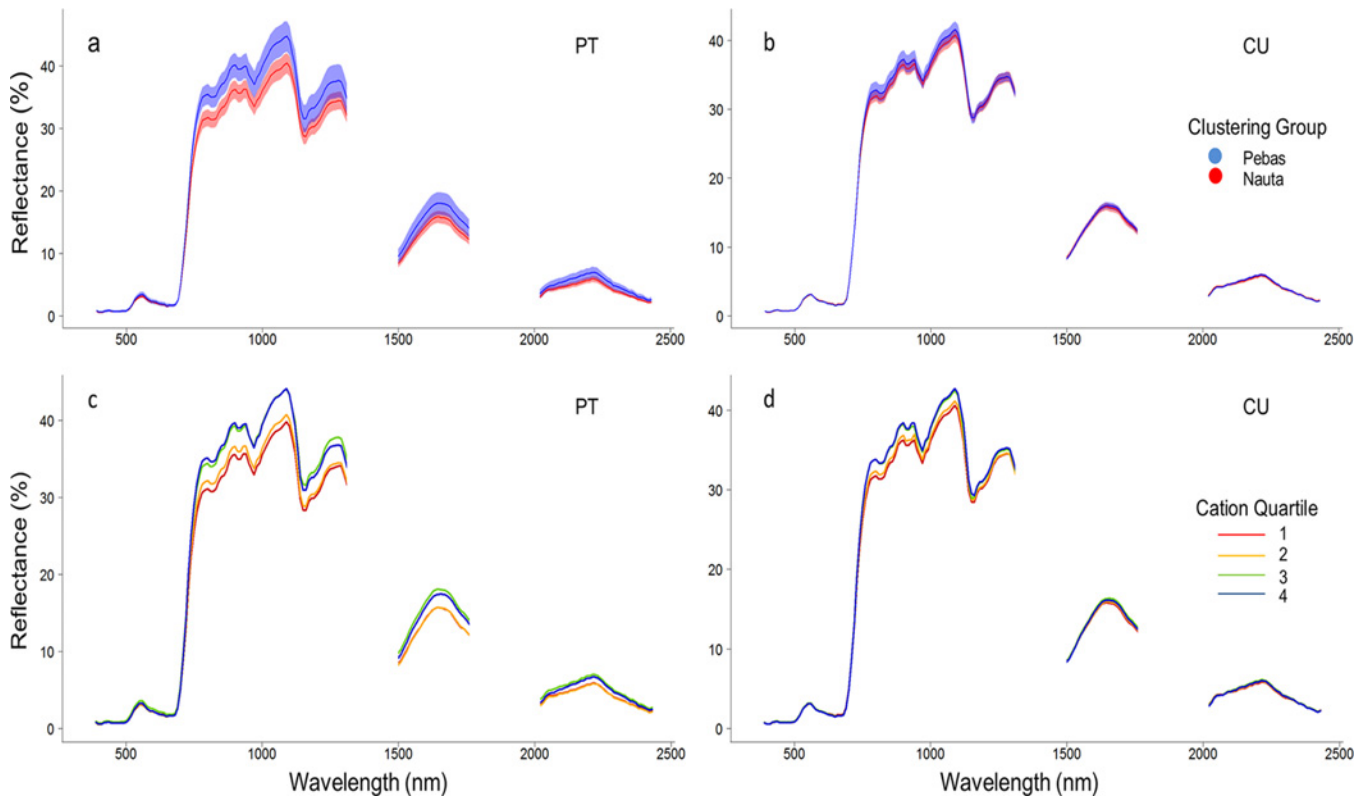 a
PT
Reflectance (%)
40
30
20
10
0
500
1000
1500
2000
2500
b
CU
40
30
20
10
0
500
1000
1500
2000
2500
Clustering Group
Pebas
Nauta
c
PT
Reflectance (%)
40
30
20
10
0
500
1000
1500
2000
2500
Wavelength (nm)
d
CU
40
30
20
10
0
500
1000
1500
2000
2500
Wavelength (nm)
Cation Quartile
1
2
3
4